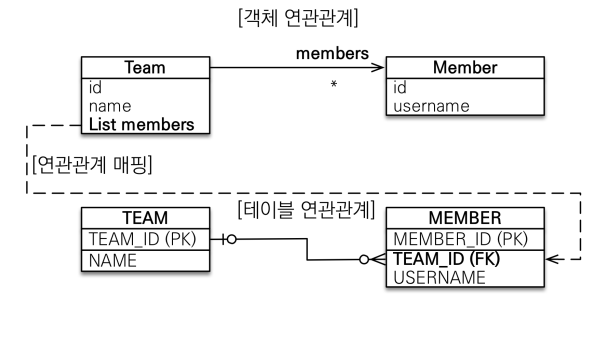 [객체 연관관계]
members
Team
Member
*
id
name
List members
id
username
[연관관계 매핑]
[테이블 연관관계]
TEAM
TEAM_ID (PK)
NAME
MEMBER
MEMBER_ID (PK)
TEAM_ID (FK)
USERNAME